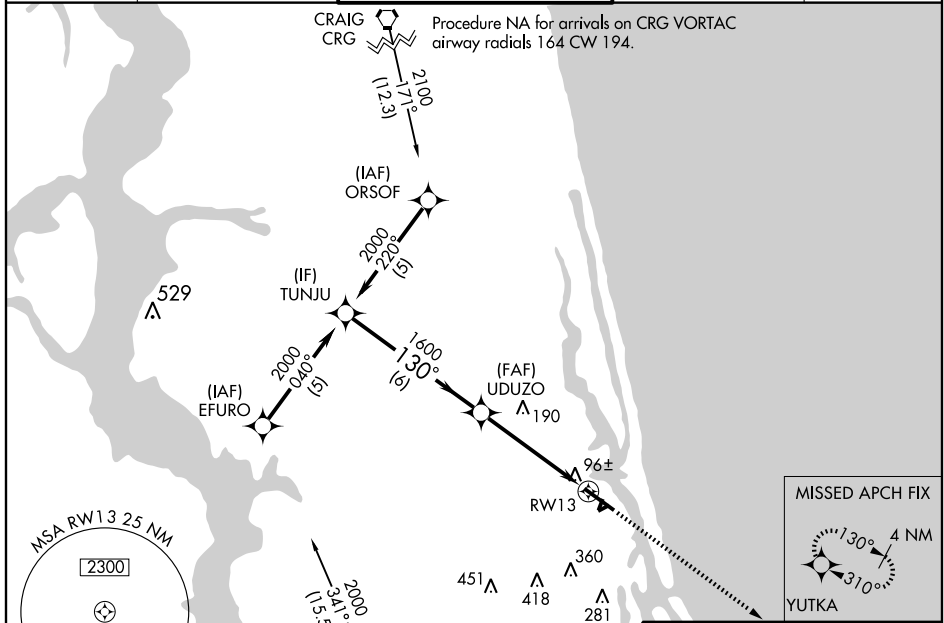 CRAIG
CRG
Procedure NA for arrivals on CRG VORTAC
airway radials 164 CW 194.
2100
171°
(12.3)
(IAF)
ORSOF
2000
220°
(5)
(IF)
TUNJU
529
1600
130°
(6)
2000
040°
(5)
(IAF)
EFURO
(FAF)
UDUZO
190
96±
RW13
MISSED APCH FIX
130°
4 NM
310°
YUTKA
MSA RW13 25 NM
2300
2000
341°
(15.5
451
418
360
281